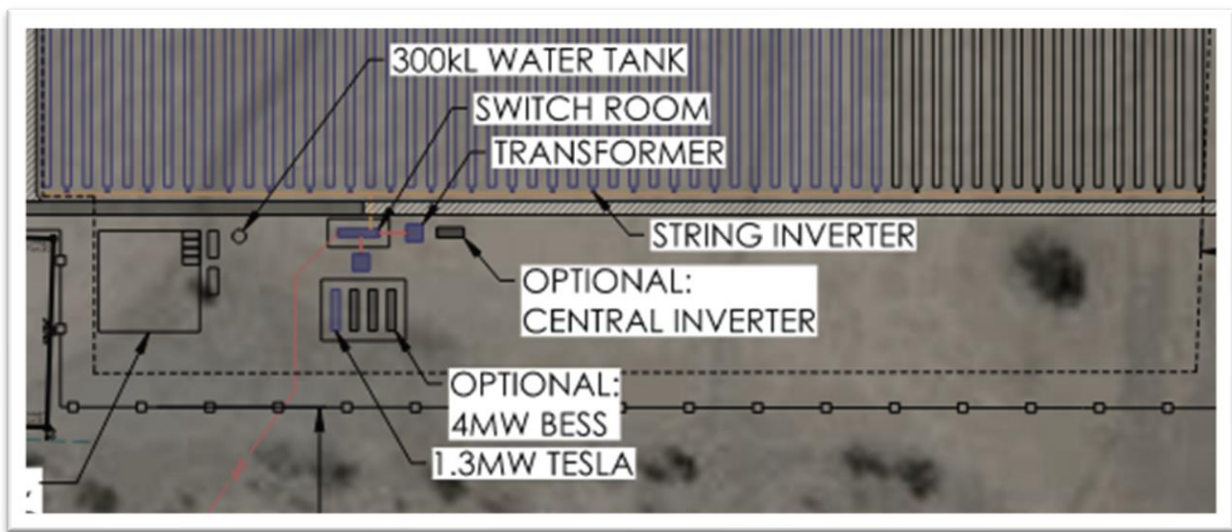 300kL WATER TANK
SWITCH ROOM
TRANSFORMER
STRING INVERTER
OPTIONAL:
CENTRAL INVERTER
OPTIONAL:
4MW BESS
1.3MW TESLA